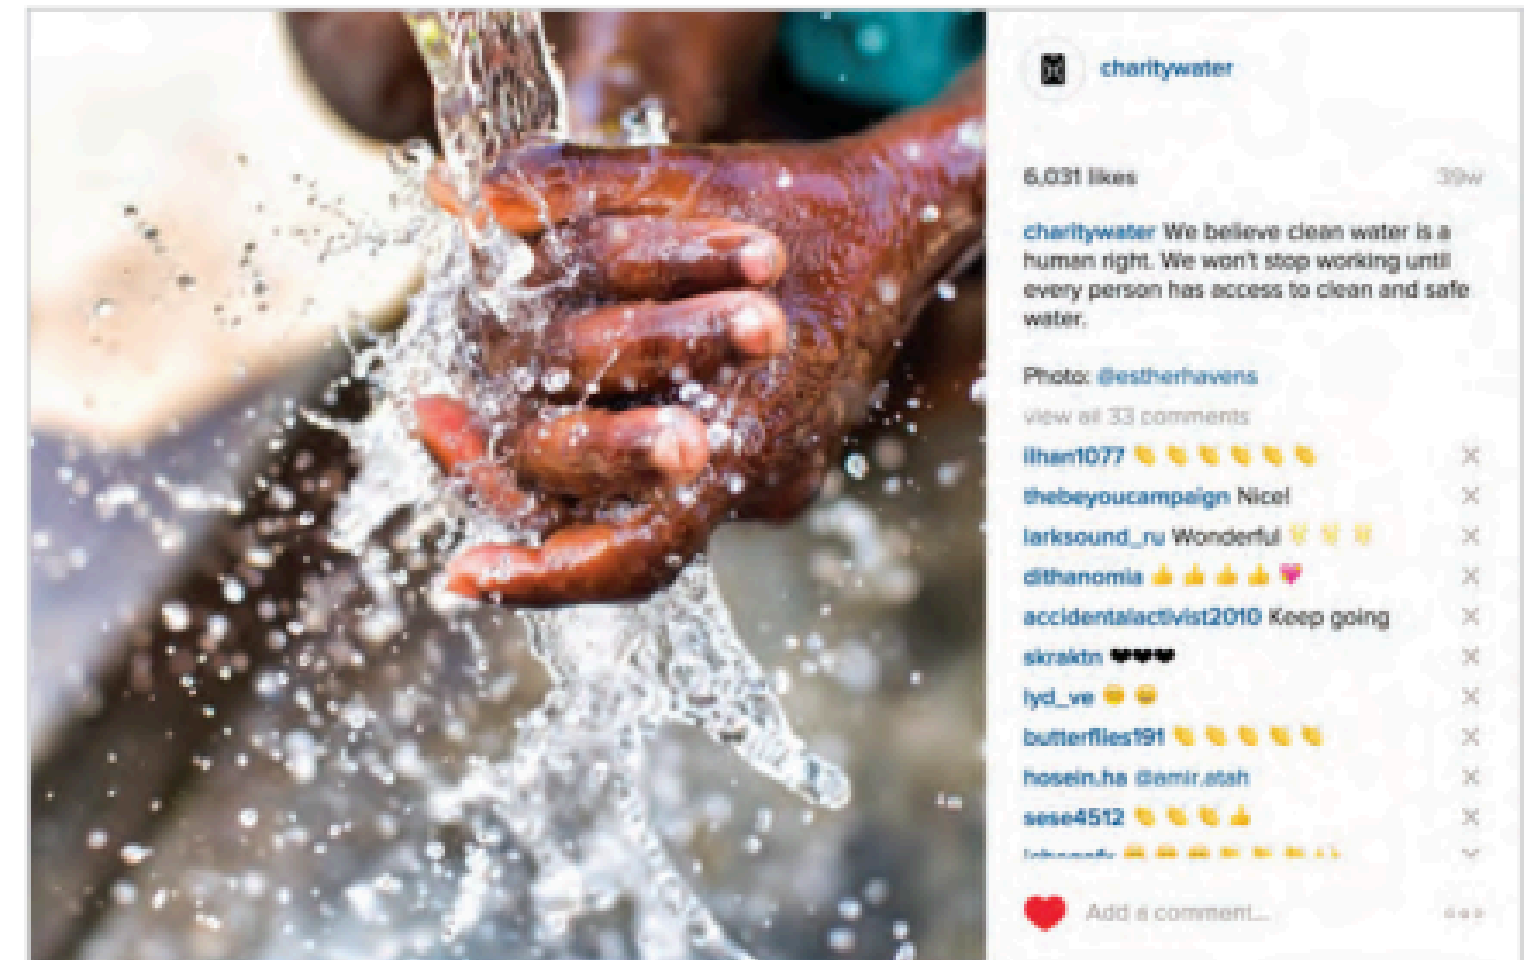 charitywater
6,031 likes 39w
charitywater We believe clean water is a
human right. We won't stop working until
every person has access to clean and safe
water.
Photo: @estherhavens
view all 33 comments
ilhan1077
thebeyoucampaign Nice!
larksound_ru Wonderful
dithanomia
accidentalactivist2010 Keep going
skraktn
lyd_ve
butterflies191
hosein.ha @amir.atah
sese4512
Add a comment...